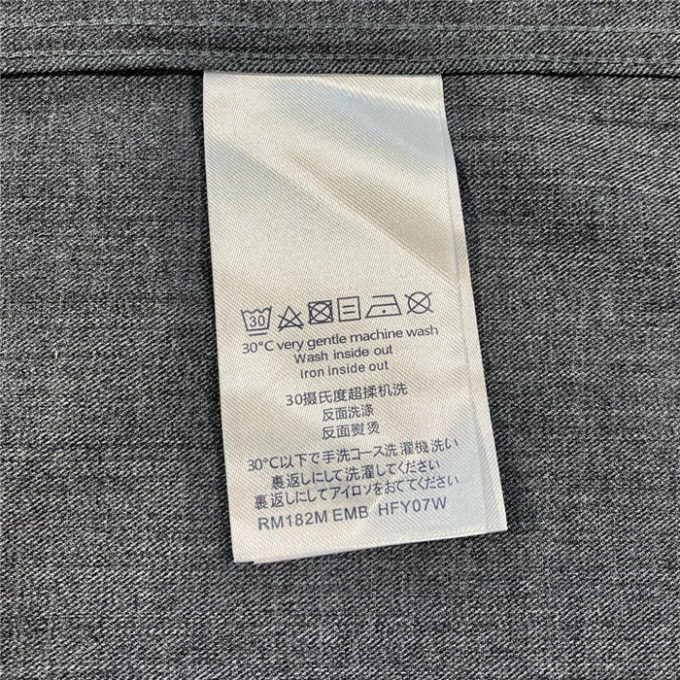 30
30°C very gentle machine wash
Wash inside out
Iron inside out
30摄氏度超揉机洗
反面洗涤
反面熨烫
30℃以下で手洗コース洗濯機洗い
裏返しにして洗濯してください
裏返しにしてアイロソをおててください
RM182M EMB HFY07W